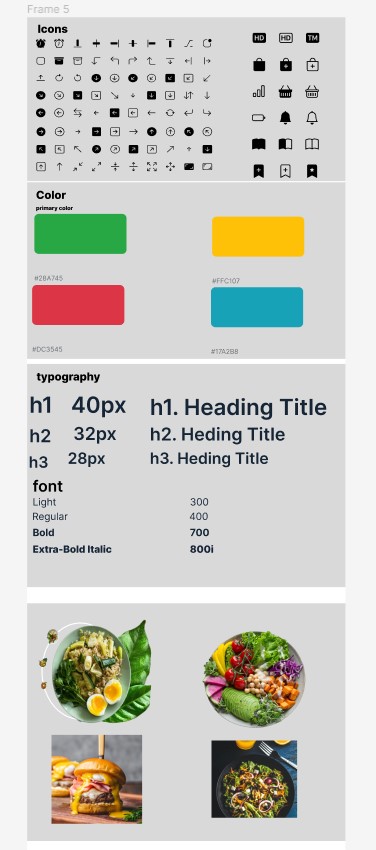 Frame 5
Icons
HD HD TM
Color
primary color
#28A745
#FFC107
#DC3545
#17A2B8
typography
h1 40px h1. Heading Title
h2 32px h2. Heding Title
h3 28px h3. Heding Title
font
Light 300
Regular 400
Bold 700
Extra-Bold Italic 800i